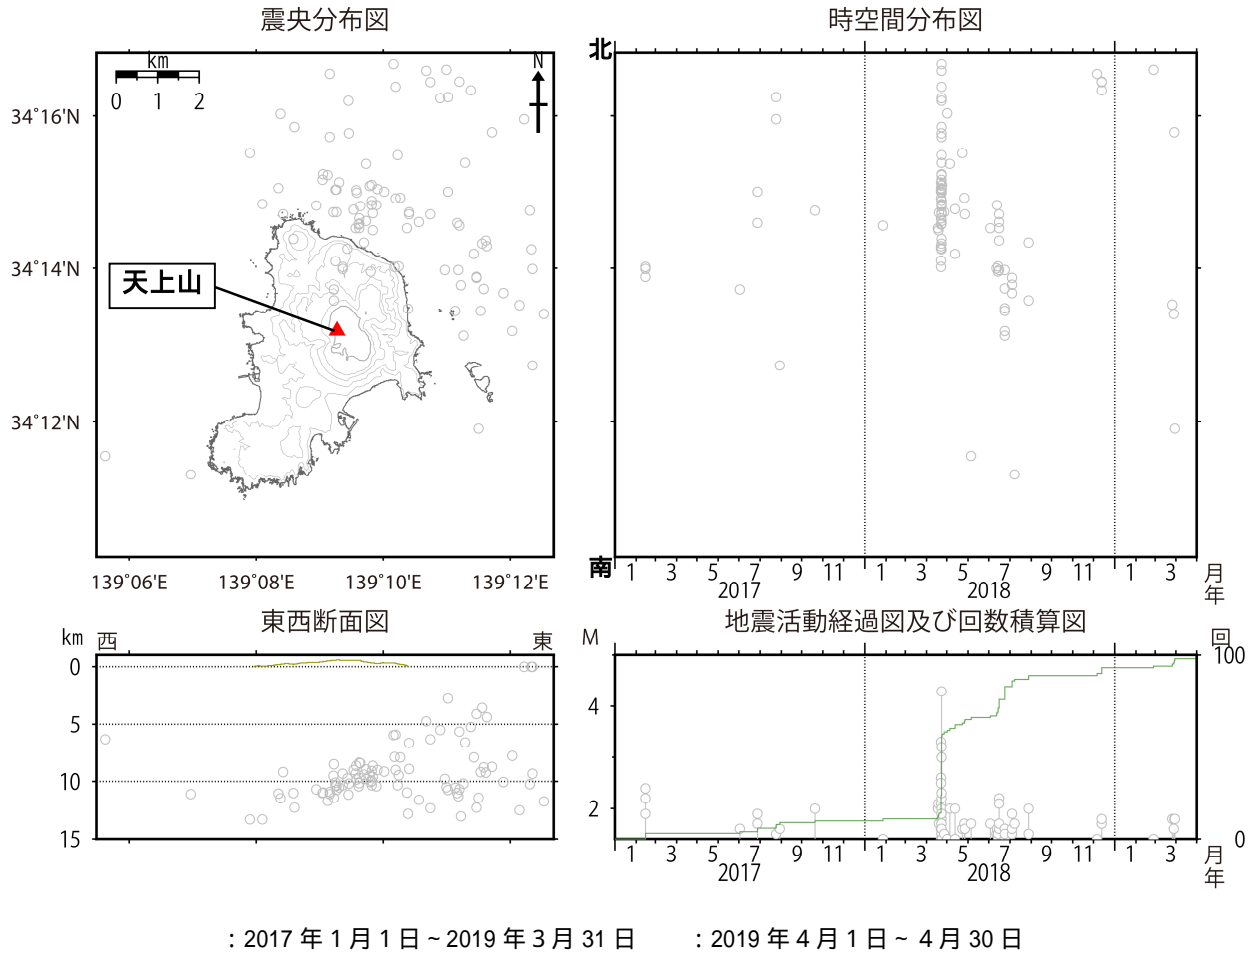 震央分布図
時空間分布図
北
km
0 1 2
N
34°16'N
34°14'N
34°12'N
天上山
139°06'E 139°08'E 139°10'E 139°12'E
南
1 3 5 7 9 11 1 3 5 7 9 11 1 3 月
2017 2018 年
東西断面図
地震活動経過図及び回数積算図
km 西 東
0
5
10
15
M 回
100
4
2
0
1 3 5 7 9 11 1 3 5 7 9 11 1 3 月
2017 2018 年
：2017 年 1 月 1 日 ~ 2019 年 3 月 31 日 ：2019 年 4 月 1 日 ~ 4 月 30 日